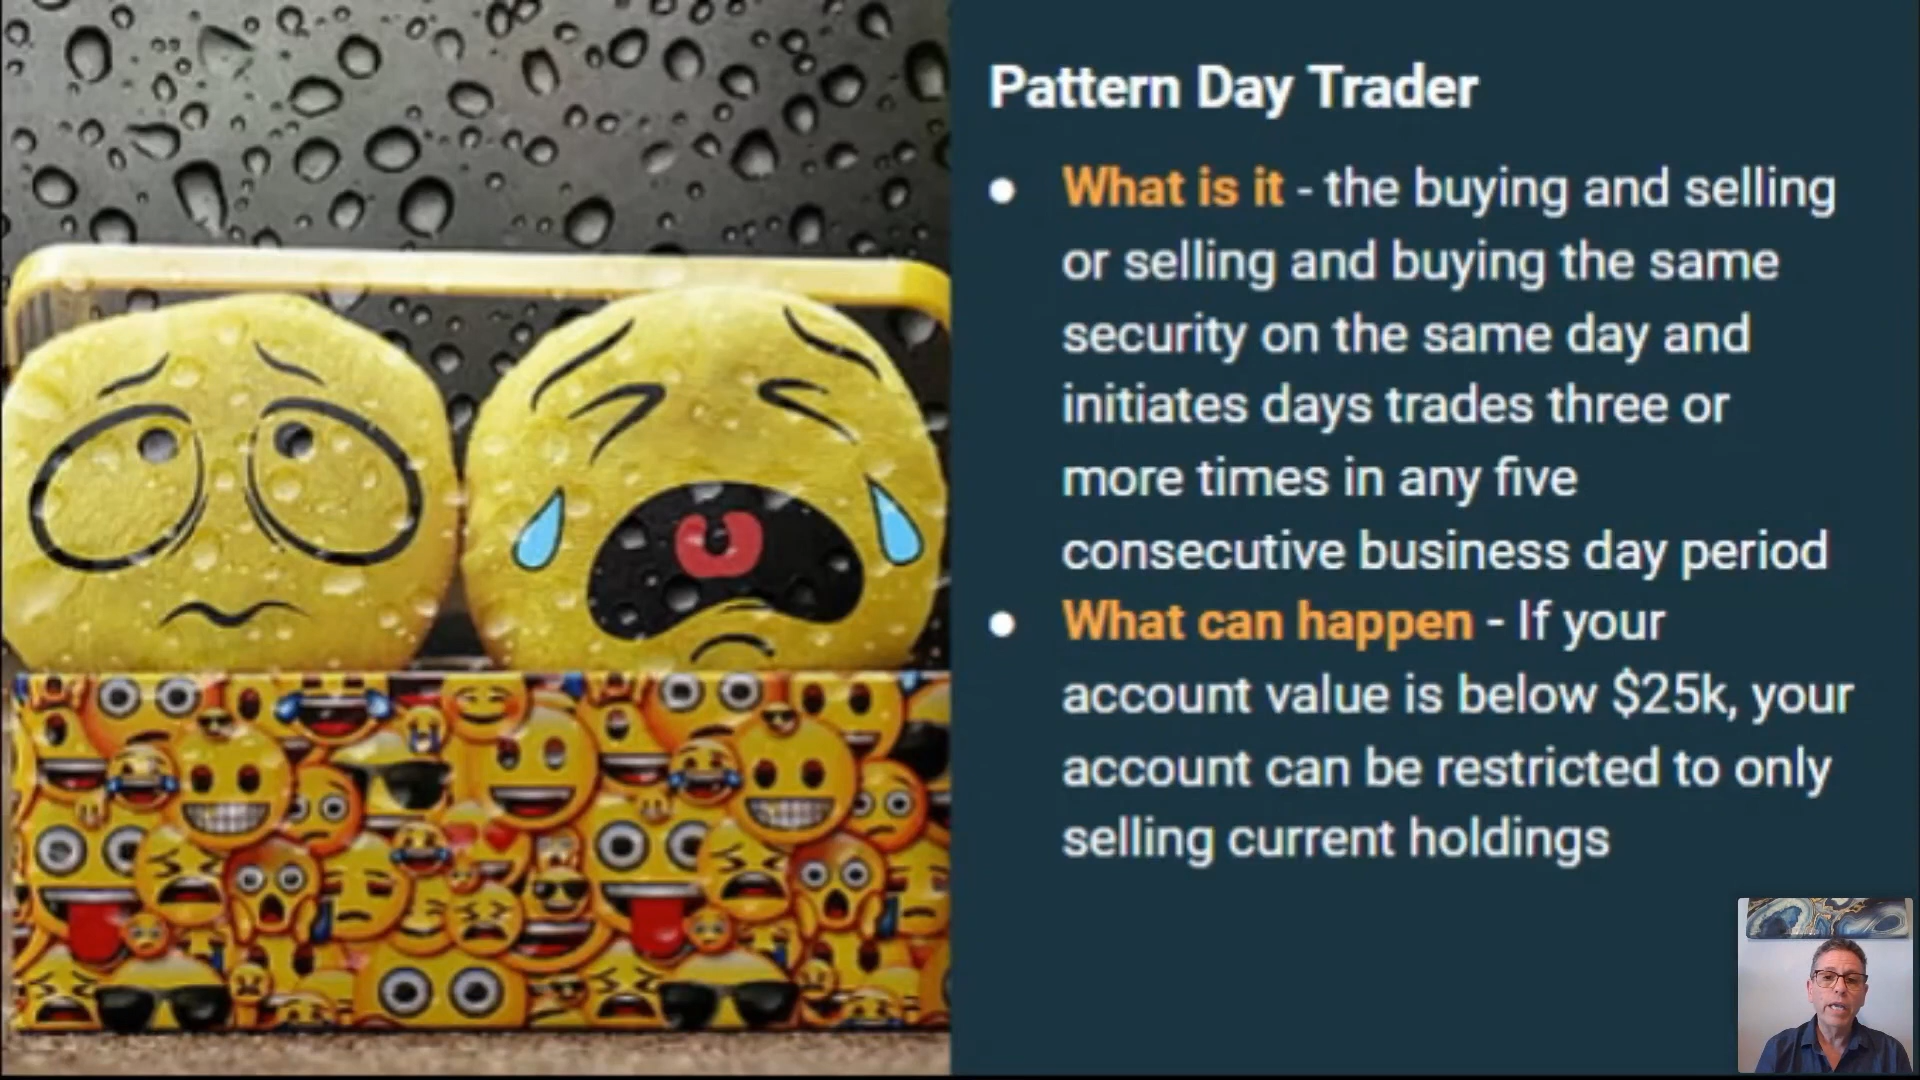 Pattern Day Trader
What is it - the buying and selling
or selling and buying the same
security on the same day and
initiates days trades three or
more times in any five
consecutive business day period
What can happen - If your
account value is below $25k, your
account can be restricted to only
selling current holdings